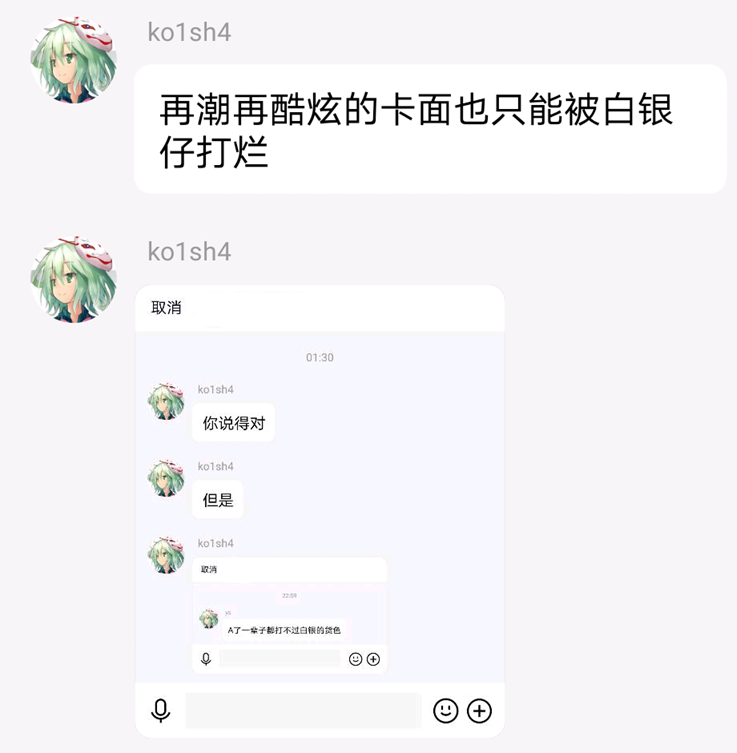 ko1sh4
再潮再酷炫的卡面也只能被白银
仔打烂
ko1sh4
取消
01:30
ko1sh4
你说得对
ko1sh4
但是
ko1sh4
取消
22:59
A了一辈子都打不过白银的货色